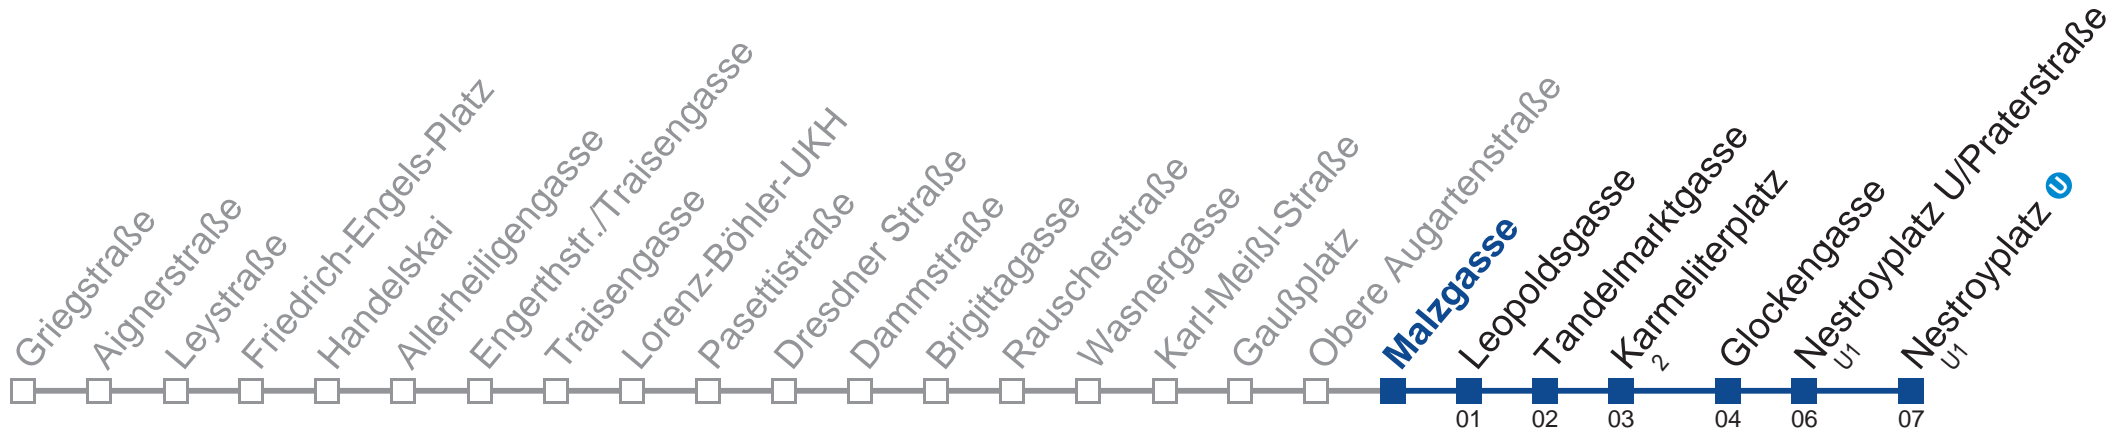 Griegstraße
Aignerstraße
Leystraße
Friedrich-Engels-Platz
Handelskai
Allerheiligengasse
Engerthstr./Traisengasse
Traisengasse
Lorenz-Böhler-UKH
Pasettistraße
Dresdner Straße
Dammstraße
Brigittagasse
Rauscherstraße
Wasnergasse
Karl-Meißl-Straße
Gaußplatz
Obere Augartenstraße
Malzgasse
Leopoldsgasse
01
Tandelmarktgasse
02
Karmeliterplatz
2
03
Glockengasse
04
Nestroyplatz U/Praterstraße
U1
06
Nestroyplatz U
U1
07